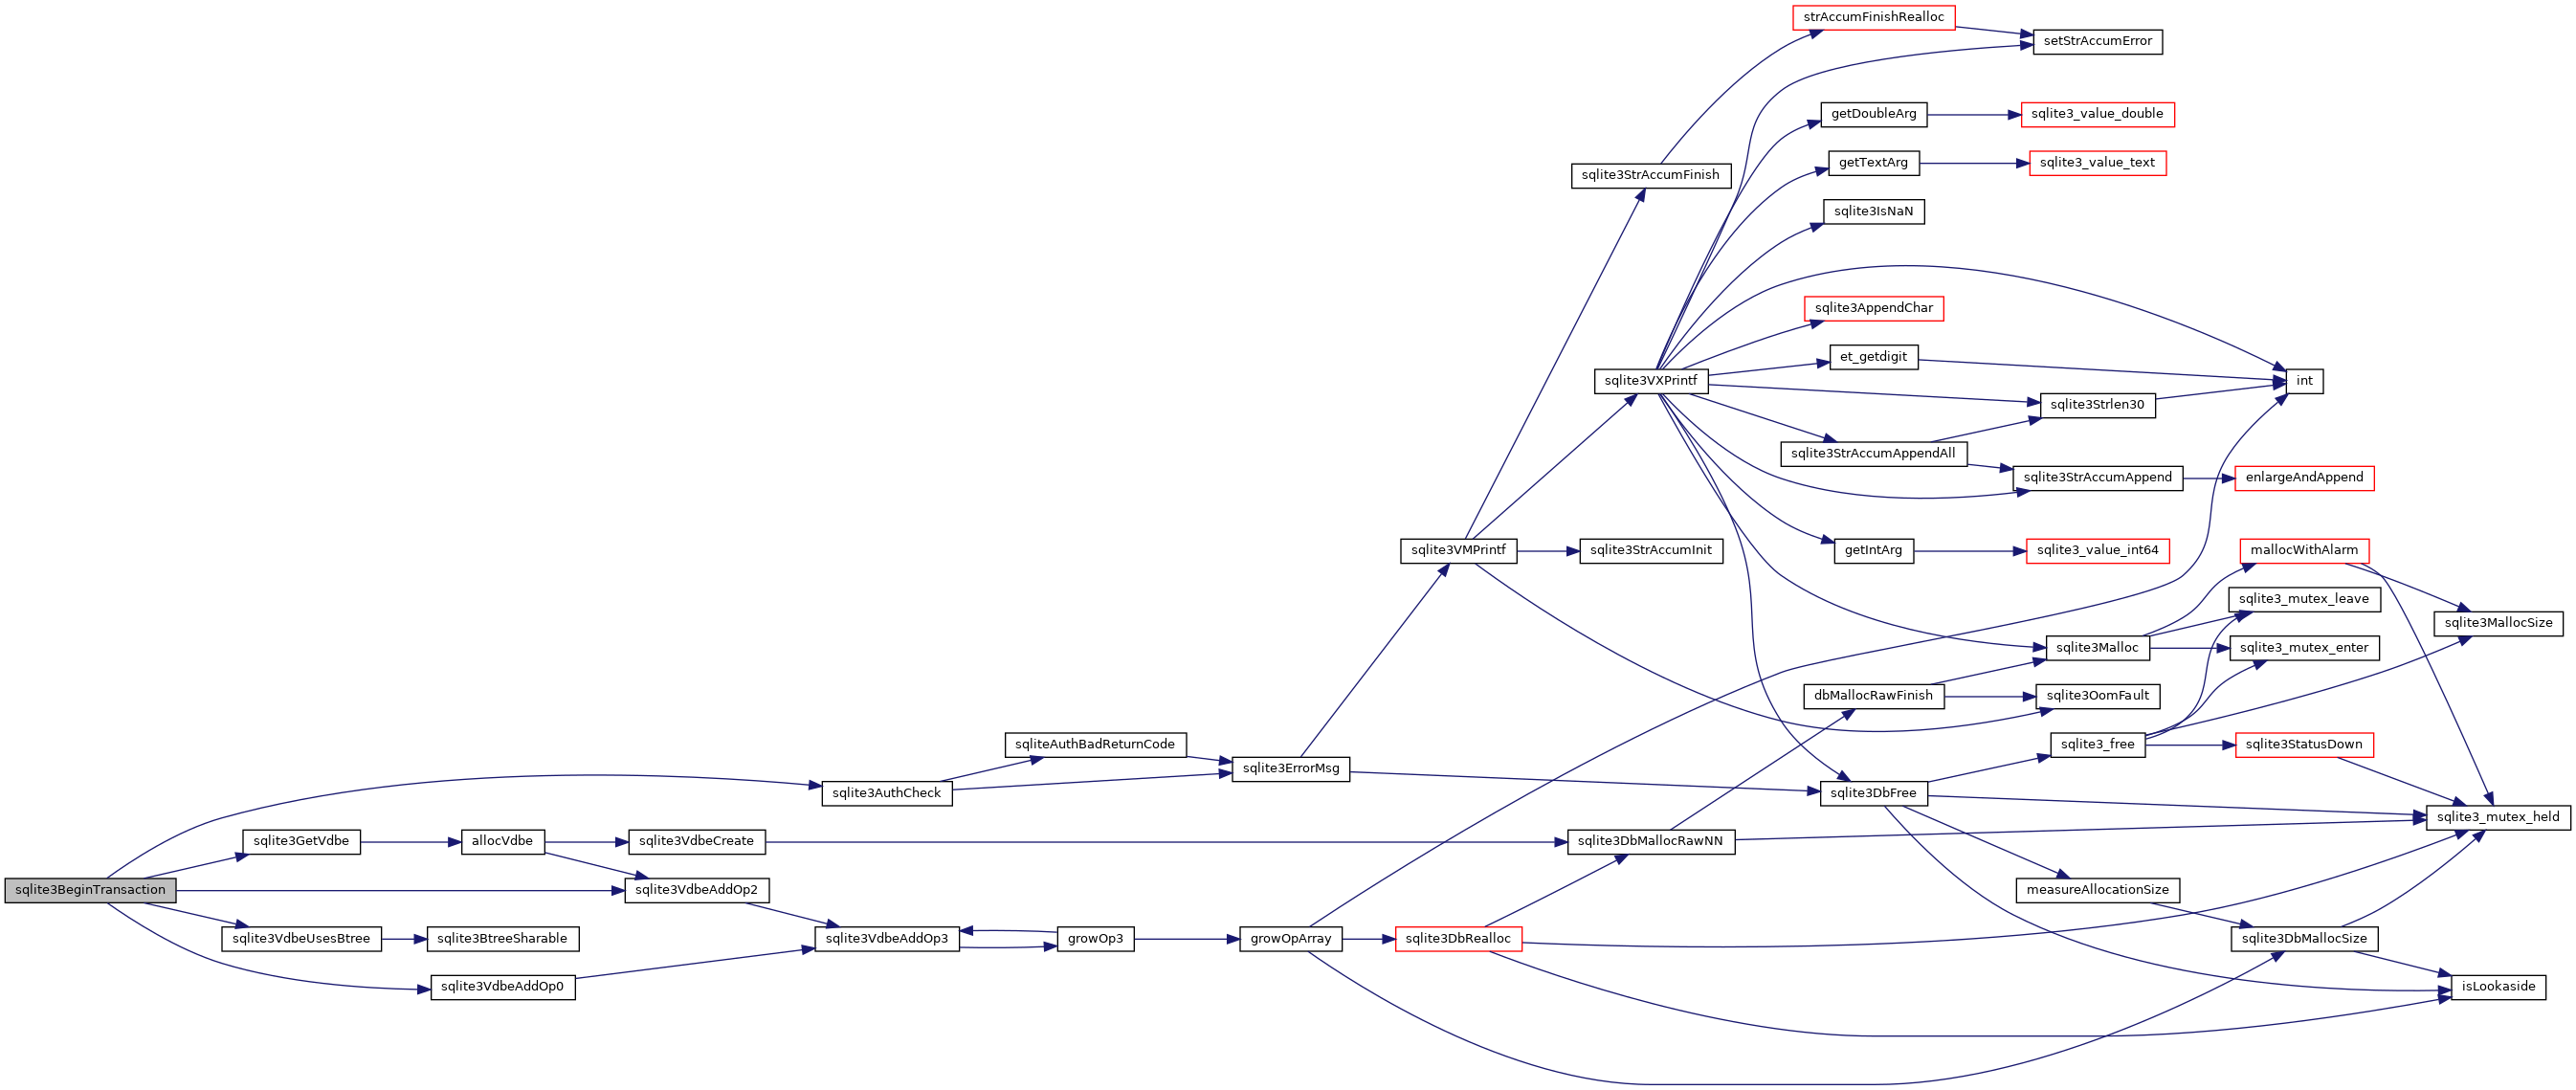 strAccumFinishRealloc
setStrAccumError
getDoubleArg
sqlite3_value_double
getTextArg
sqlite3_value_text
sqlite3StrAccumFinish
sqlite3IsNaN
sqlite3AppendChar
et_getdigit
sqlite3VXPrintf
int
sqlite3Strlen30
sqlite3StrAccumAppendAll
sqlite3StrAccumAppend
enlargeAndAppend
sqlite3VMPrintf
sqlite3StrAccumInit
getIntArg
sqlite3_value_int64
mallocWithAlarm
sqlite3_mutex_leave
sqlite3MallocSize
sqlite3Malloc
sqlite3_mutex_enter
dbMallocRawFinish
sqlite3OomFault
sqliteAuthBadReturnCode
sqlite3_free
sqlite3StatusDown
sqlite3ErrorMsg
sqlite3AuthCheck
sqlite3DbFree
sqlite3_mutex_held
sqlite3GetVdbe
allocVdbe
sqlite3VdbeCreate
sqlite3DbMallocRawNN
sqlite3BeginTransaction
sqlite3VdbeAddOp2
measureAllocationSize
sqlite3VdbeUsesBtree
sqlite3BtreeSharable
sqlite3VdbeAddOp3
growOp3
growOpArray
sqlite3DbRealloc
sqlite3DbMallocSize
sqlite3VdbeAddOp0
isLookaside